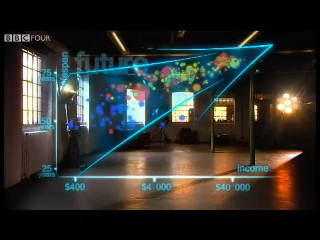 BBC FOUR
future
lifespan
75
years
50
years
25
years
$400
$4 000
$40 000
income